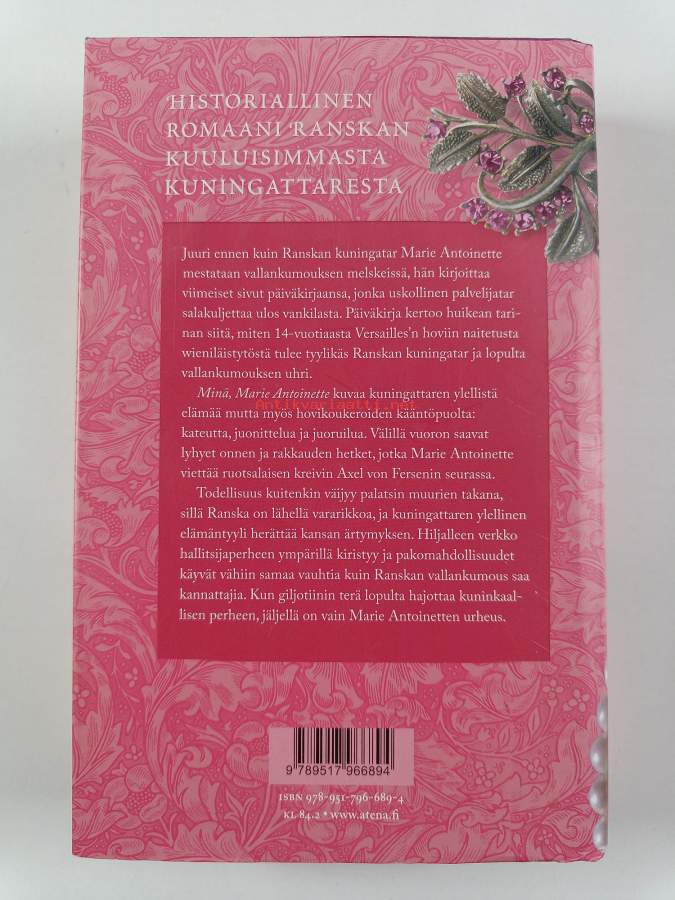 HISTORIALLINEN
ROMAANI RANSKAN
KUULUISIMMASTA
KUNINGATTARESTA
Juuri ennen kuin Ranskan kuningatar Marie Antoinette
mestataan vallankumouksen melskeissä, hän kirjoittaa
viimeiset sivut päiväkirjaansa, jonka uskollinen palvelijatar
salakuljettaa ulos vankilasta. Päiväkirja kertoo huikean tari-
nan siitä, miten 14-vuotiaasta Versailles'n hoviin naitetusta
wieniläistytöstä tulee tyylikäs Ranskan kuningatar ja lopulta
vallankumouksen uhri.
Minä, Marie Antoinette kuvaa kuningattaren ylellistä
Antikvariaatti.net
elämää mutta myös hovikoukeroiden kääntöpuolta:
kateutta, juonittelua ja juoruilua. Välillä vuoron saavat
lyhyet onnen ja rakkauden hetket, jotka Marie Antoinette
viettää ruotsalaisen kreivin Axel von Fersenin seurassa.
Todellisuus kuitenkin väijyy palatsin muurien takana,
sillä Ranska on lähellä vararikkoa, ja kuningattaren ylellinen
elämäntyyli herättää kansan ärtymyksen. Hiljalleen verkko
hallitsijaperheen ympärillä kiristyy ja pakomahdollisuudet
käyvät vähiin samaa vauhtia kuin Ranskan vallankumous saa
kannattajia. Kun giljotiinin terä lopulta hajottaa kuninkaal-
lisen perheen, jäljellä on vain Marie Antoinetten urheus.
9 789517 966894
ISBN 978-951-796-689-4
KL 84.2 • www.atena.fi